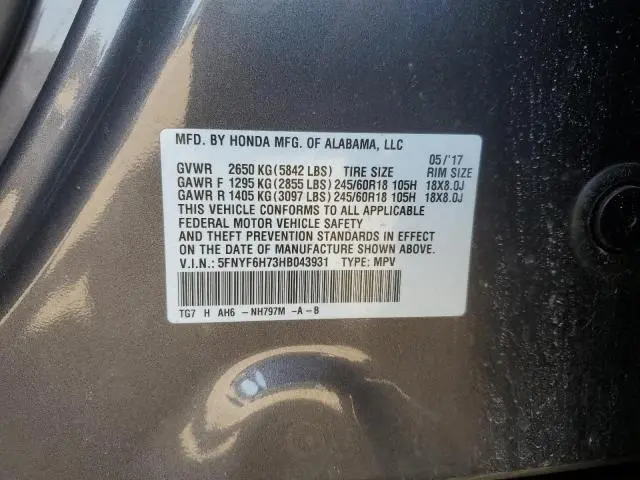 MFD. BY HONDA MFG. OF ALABAMA, LLC
05/'17
GVWR 2650 KG (5842 LBS) TIRE SIZE RIM SIZE
GAWR F 1295 KG (2855 LBS) 245/60R18 105H 18X8.0J
GAWR R 1405 KG (3097 LBS) 245/60R18 105H 18X8.0J
THIS VEHICLE CONFORMS TO ALL APPLICABLE
FEDERAL MOTOR VEHICLE SAFETY
AND THEFT PREVENTION STANDARDS IN EFFECT
ON THE DATE OF MANUFACTURE SHOWN ABOVE.
V.I.N.: 5FNYF6H73HB043931 TYPE: MPV
TG7 H AH6 -NH797M -A-B